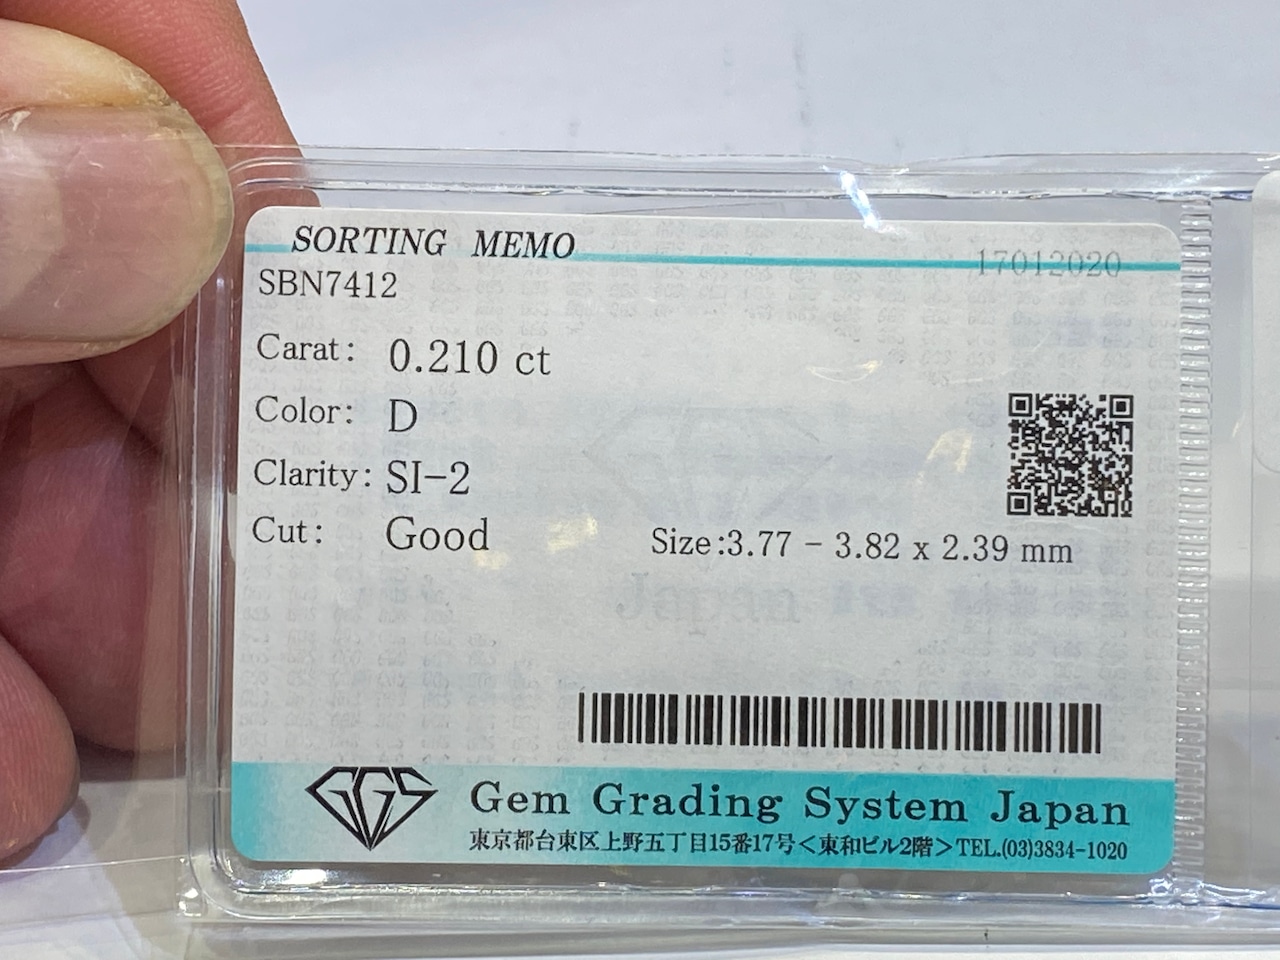 SORTING MEMO
17012020
SBN7412
Carat: 0.210 ct
Color: D
Clarity: SI-2
Cut: Good
Size:3.77 - 3.82 x 2.39 mm
GGS
Gem Grading System Japan
東京都台東区上野五丁目15番17号<東和ビル2階>TEL.(03)3834-1020